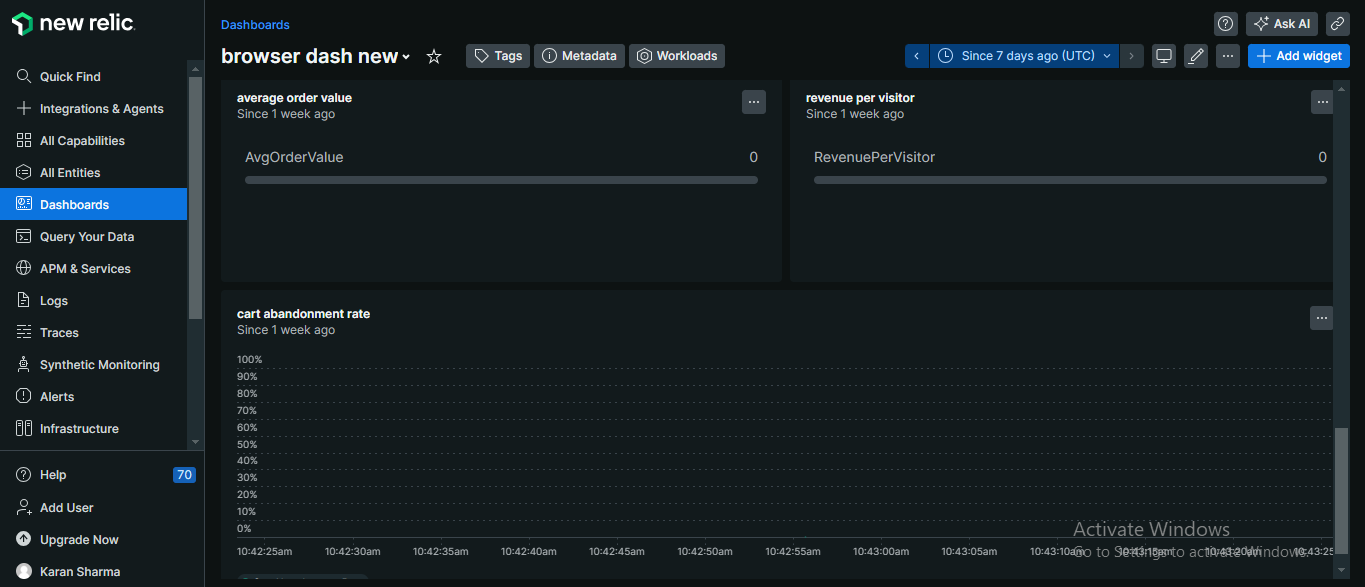 new relic.
Quick Find
Integrations & Agents
All Capabilities
All Entities
Dashboards
Query Your Data
APM & Services
Logs
Traces
Synthetic Monitoring
Alerts
Infrastructure
Help 70
Add User
Upgrade Now
Karan Sharma
Dashboards
Ask AI
browser dash new
Tags
Metadata
Workloads
Since 7 days ago (UTC)
Add widget
average order value
Since 1 week ago
AvgOrderValue 0
revenue per visitor
Since 1 week ago
RevenuePerVisitor 0
cart abandonment rate
Since 1 week ago
100%
90%
80%
70%
60%
50%
40%
30%
20%
10%
0%
10:42:25am 10:42:30am 10:42:35am 10:42:40am 10:42:45am 10:42:50am 10:42:55am 10:43:00am 10:43:05am 10:43:10am 10:43:15am 10:43:20am 10:43:25
Activate Windows
Go to Settings to activate Windows.